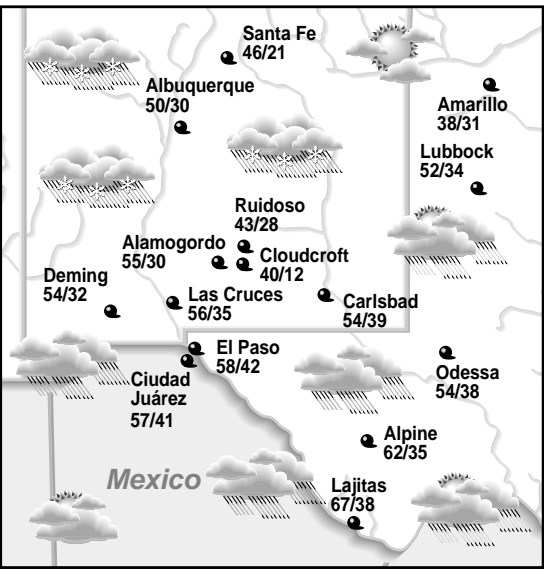 Santa Fe
46/21
Albuquerque
50/30
Amarillo
38/31
Lubbock
52/34
Ruidoso
43/28
Alamogordo
55/30
Cloudcroft
40/12
Deming
54/32
Las Cruces
56/35
Carlsbad
54/39
El Paso
58/42
Ciudad
Juárez
57/41
Odessa
54/38
Alpine
62/35
Mexico
Lajitas
67/38